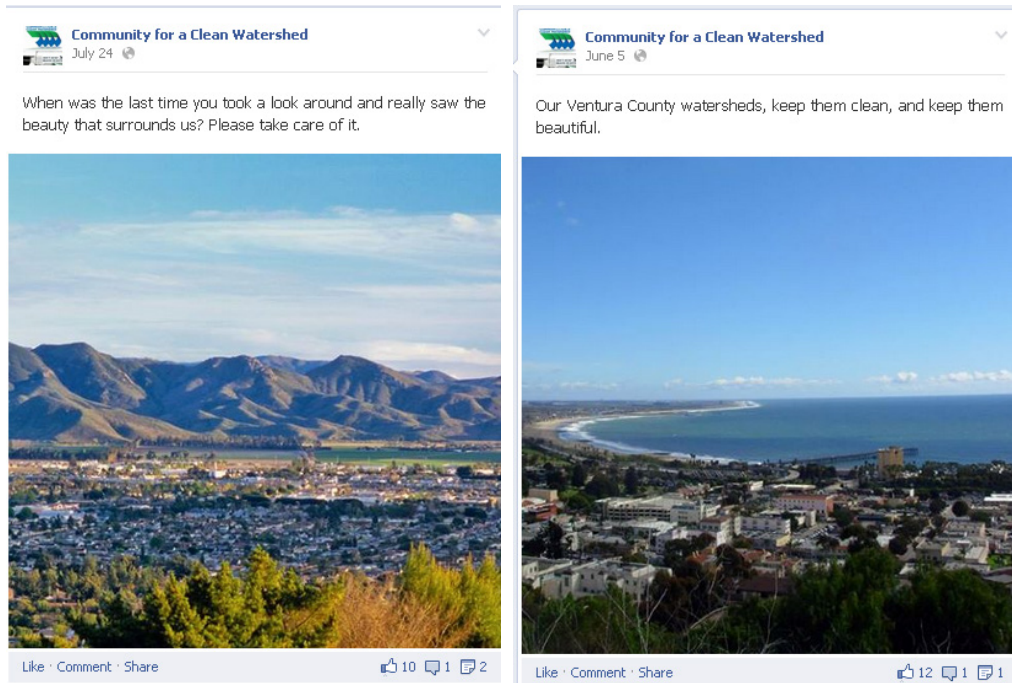 Community for a Clean Watershed
July 24
When was the last time you took a look around and really saw the
beauty that surrounds us? Please take care of it.
Like · Comment · Share
10 1 2
Community for a Clean Watershed
June 5
Our Ventura County watersheds, keep them clean, and keep them
beautiful.
Like · Comment · Share
12 1 1